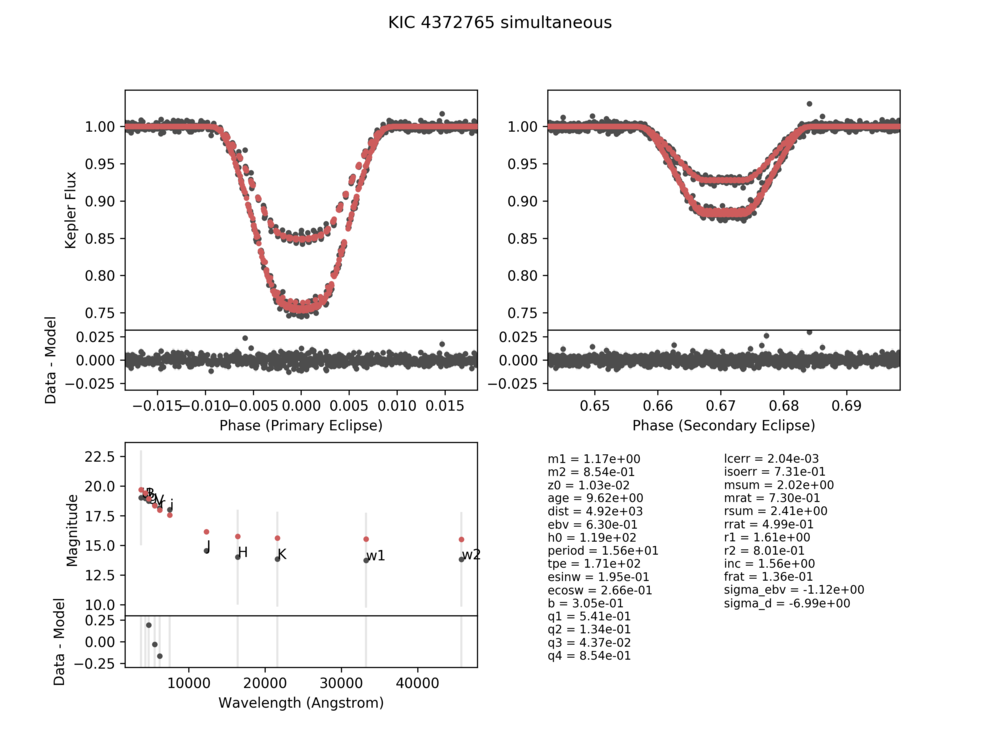 KIC 4372765 simultaneous
Kepler Flux
1.00
0.95
0.90
0.85
0.80
0.75
Data - Model
0.025
0.000
−0.025
−0.015
−0.010
−0.005
0.000
0.005
0.010
0.015
Phase (Primary Eclipse)
1.00
0.95
0.90
0.85
0.80
0.75
0.025
0.000
−0.025
0.65
0.66
0.67
0.68
0.69
Phase (Secondary Eclipse)
Magnitude
22.5
20.0
17.5
15.0
12.5
10.0
B
V
i
J
H
K
w1
w2
Data - Model
0.25
0.00
−0.25
10000
20000
30000
40000
Wavelength (Angstrom)
m1 = 1.17e+00
m2 = 8.54e-01
z0 = 1.03e-02
age = 9.62e+00
dist = 4.92e+03
ebv = 6.30e-01
h0 = 1.19e+02
period = 1.56e+01
tpe = 1.71e+02
esinw = 1.95e-01
ecosw = 2.66e-01
b = 3.05e-01
q1 = 5.41e-01
q2 = 1.34e-01
q3 = 4.37e-02
q4 = 8.54e-01
lcerr = 2.04e-03
isoerr = 7.31e-01
msum = 2.02e+00
mrat = 7.30e-01
rsum = 2.41e+00
rrat = 4.99e-01
r1 = 1.61e+00
r2 = 8.01e-01
inc = 1.56e+00
frat = 1.36e-01
sigma_ebv = -1.12e+00
sigma_d = -6.99e+00